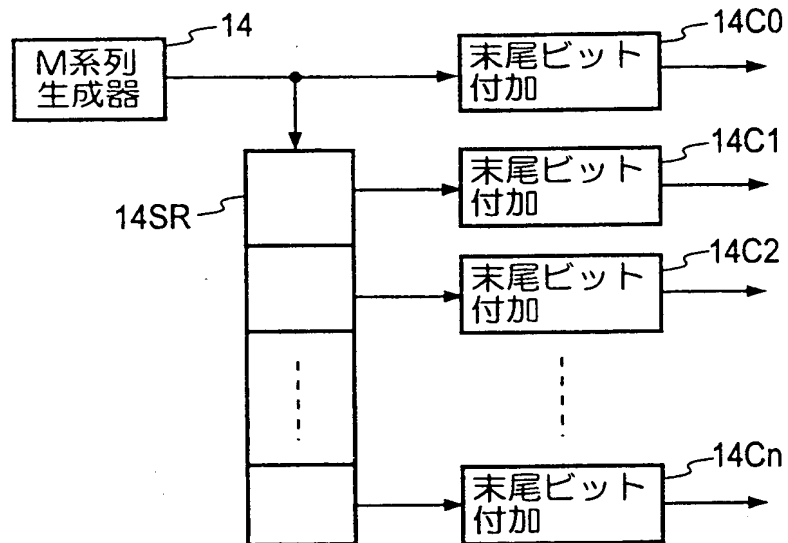 14
M系列
生成器
14C0
末尾ビット
付加
14C1
末尾ビット
付加
14SR
14C2
末尾ビット
付加
14Cn
末尾ビット
付加